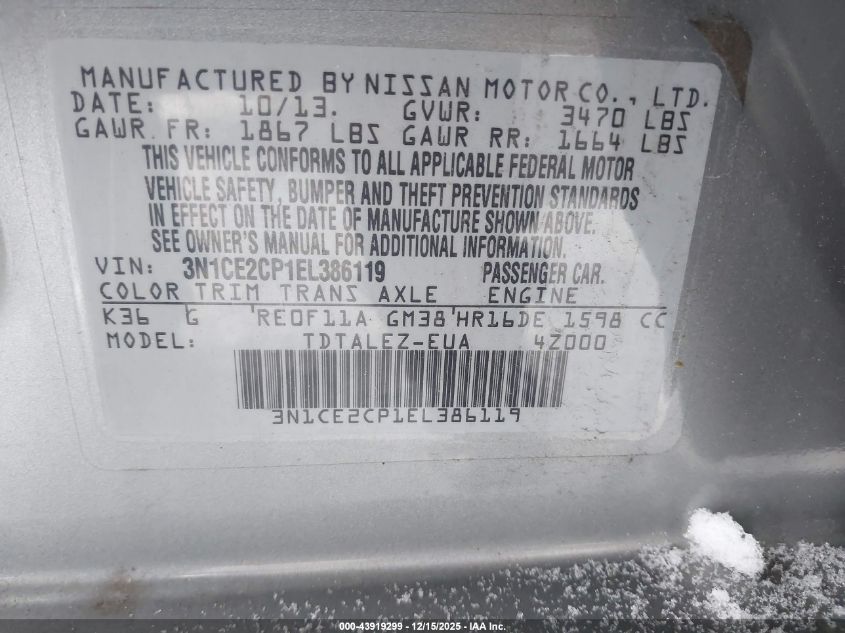 MANUFACTURED BY NISSAN MOTOR CO., LTD.
DATE: 10/13. GVWR: 3470 LBS
GAWR FR: 1867 LBS GAWR RR: 1664 LBS
THIS VEHICLE CONFORMS TO ALL APPLICABLE FEDERAL MOTOR
VEHICLE SAFETY, BUMPER AND THEFT PREVENTION STANDARDS
IN EFFECT ON THE DATE OF MANUFACTURE SHOWN ABOVE.
SEE OWNER'S MANUAL FOR ADDITIONAL INFORMATION.
VIN: 3N1CE2CP1EL386119 PASSENGER CAR.
COLOR TRIM TRANS AXLE ENGINE
K36 G RE0F11A GM38 HR16DE 1598 CC
MODEL: TDTALEZ-EUA 4Z000
3N1CE2CP1EL386119
000-43919299 - 12/15/2025 - IAA Inc.